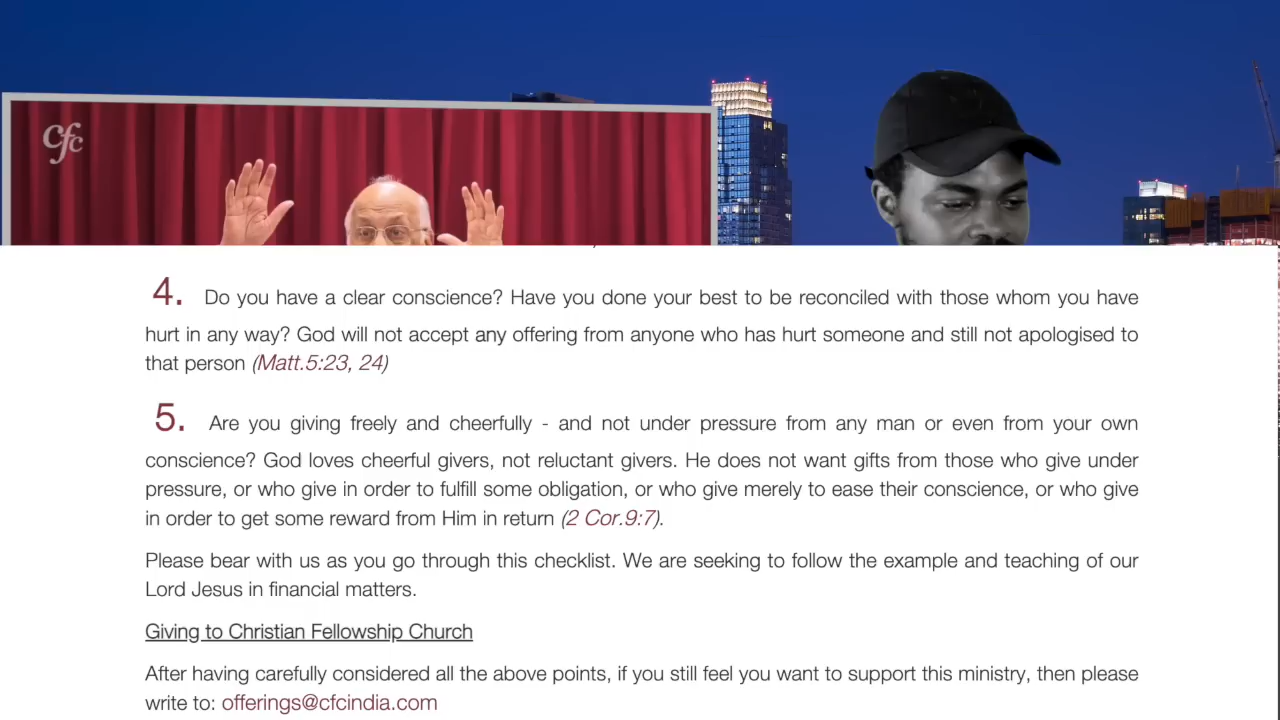 cfc
4. Do you have a clear conscience? Have you done your best to be reconciled with those whom you have
hurt in any way? God will not accept any offering from anyone who has hurt someone and still not apologised to
that person (Matt.5:23, 24)
5. Are you giving freely and cheerfully - and not under pressure from any man or even from your own
conscience? God loves cheerful givers, not reluctant givers. He does not want gifts from those who give under
pressure, or who give in order to fulfill some obligation, or who give merely to ease their conscience, or who give
in order to get some reward from Him in return (2 Cor.9:7).
Please bear with us as you go through this checklist. We are seeking to follow the example and teaching of our
Lord Jesus in financial matters.
Giving to Christian Fellowship Church
After having carefully considered all the above points, if you still feel you want to support this ministry, then please
write to: offerings@cfcindia.com